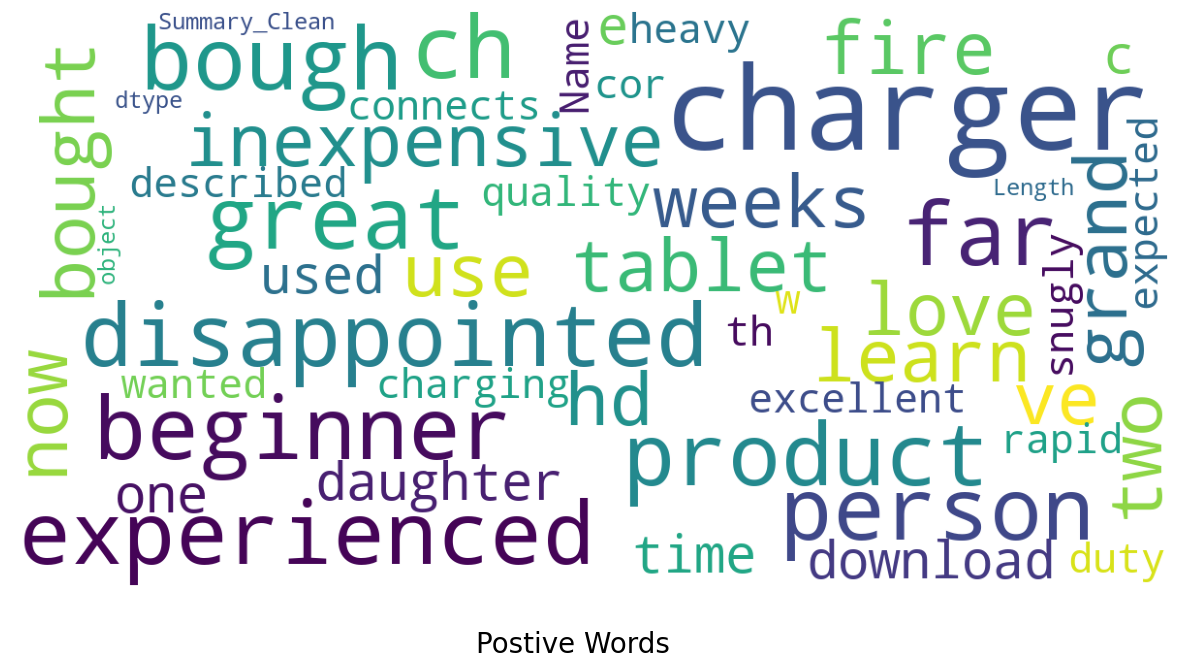 Summary_Clean
bough
ch
e
heavy
Name
fire
c
bought
dtype
connects
cor
charger
inexpensive
described
quality
weeks
Length
grand
expected
object
great
far
used
use
tablet
w
love
snugly
disappointed
th
learn
now
wanted
charging
hd
excellent
ve
two
beginner
product
rapid
one
daughter
person
experienced
time
download
duty
Postive Words